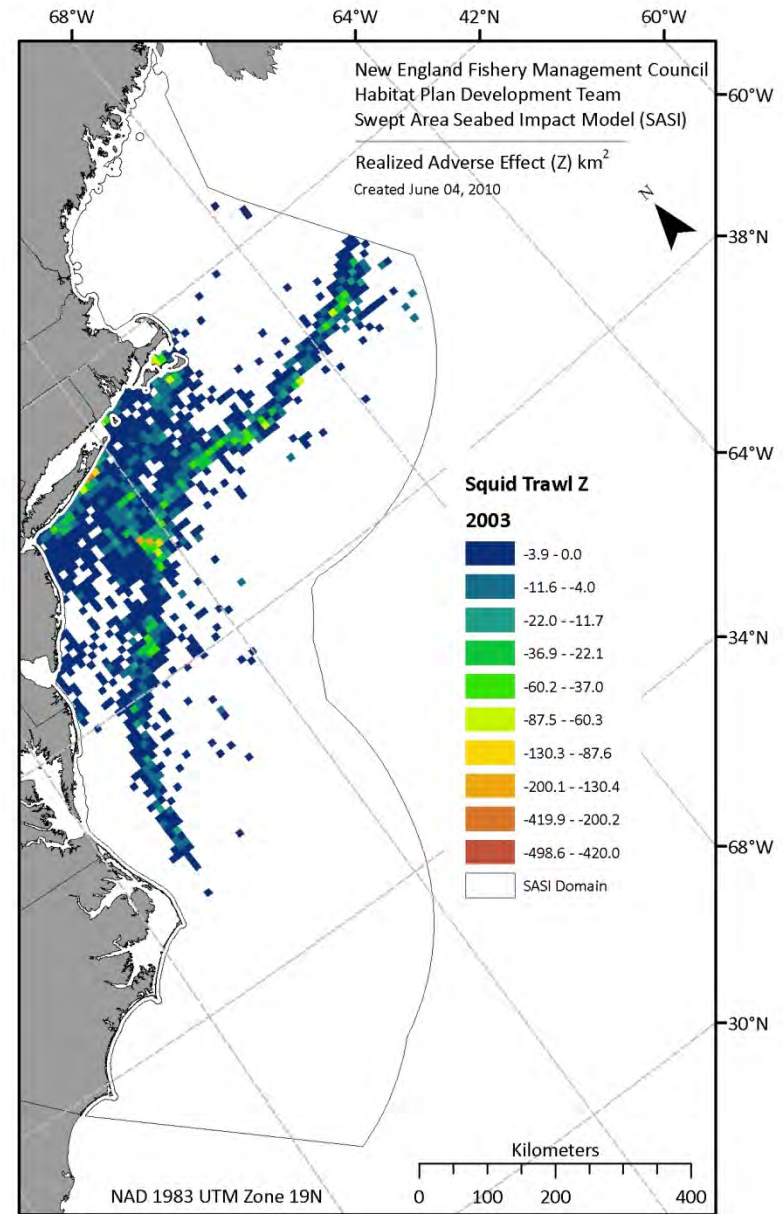 68°W 64°W 42°N 60°W
New England Fishery Management Council
Habitat Plan Development Team
Swept Area Seabed Impact Model (SASI)
60°W
Realized Adverse Effect (Z) km²
Created June 04, 2010
N
38°N
64°W
Squid Trawl Z
2003
-3.9 - 0.0
-11.6 - -4.0
-22.0 - -11.7
-36.9 - -22.1
34°N
-60.2 - -37.0
-87.5 - -60.3
-130.3 - -87.6
-200.1 - -130.4
-419.9 - -200.2
68°W
-498.6 - -420.0
SASI Domain
30°N
Kilometers
NAD 1983 UTM Zone 19N
0 100 200 300 400